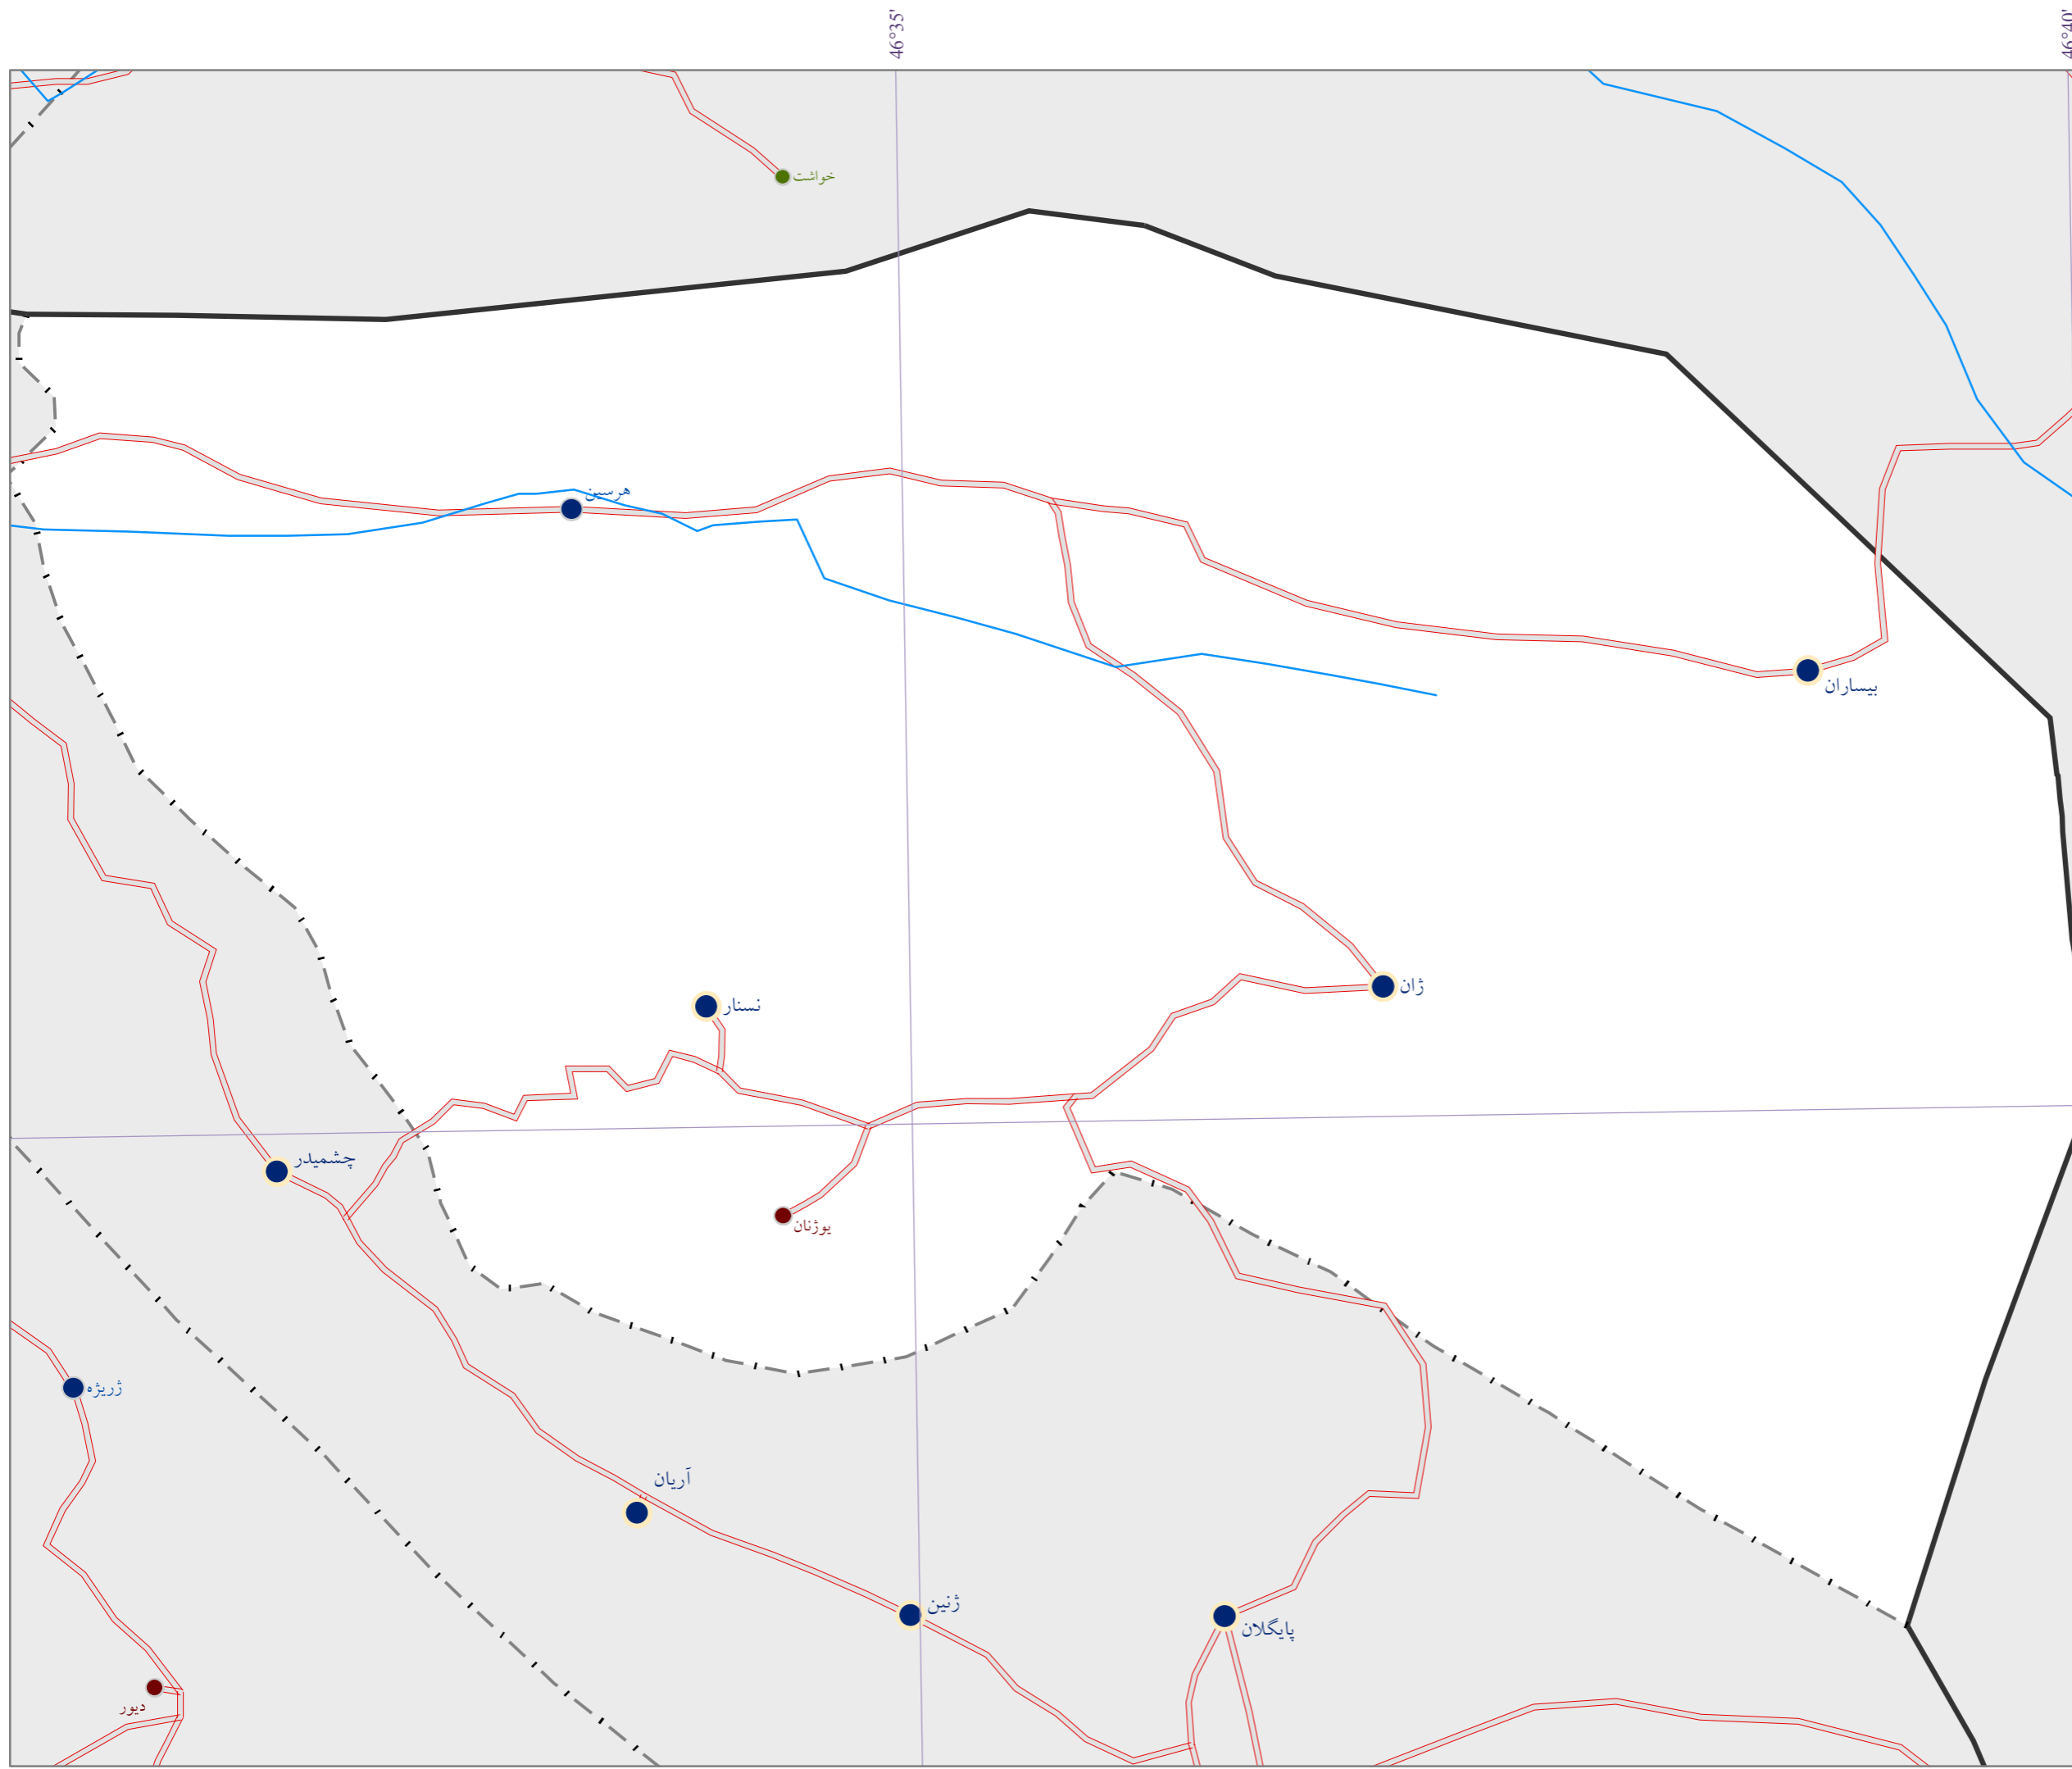 46°35'
46°40'
خواشت
هرسین
بیساران
ژان
نسنار
چشمیدر
یوژنان
ژریژه
آریان
ژنین
پایگلان
دیور